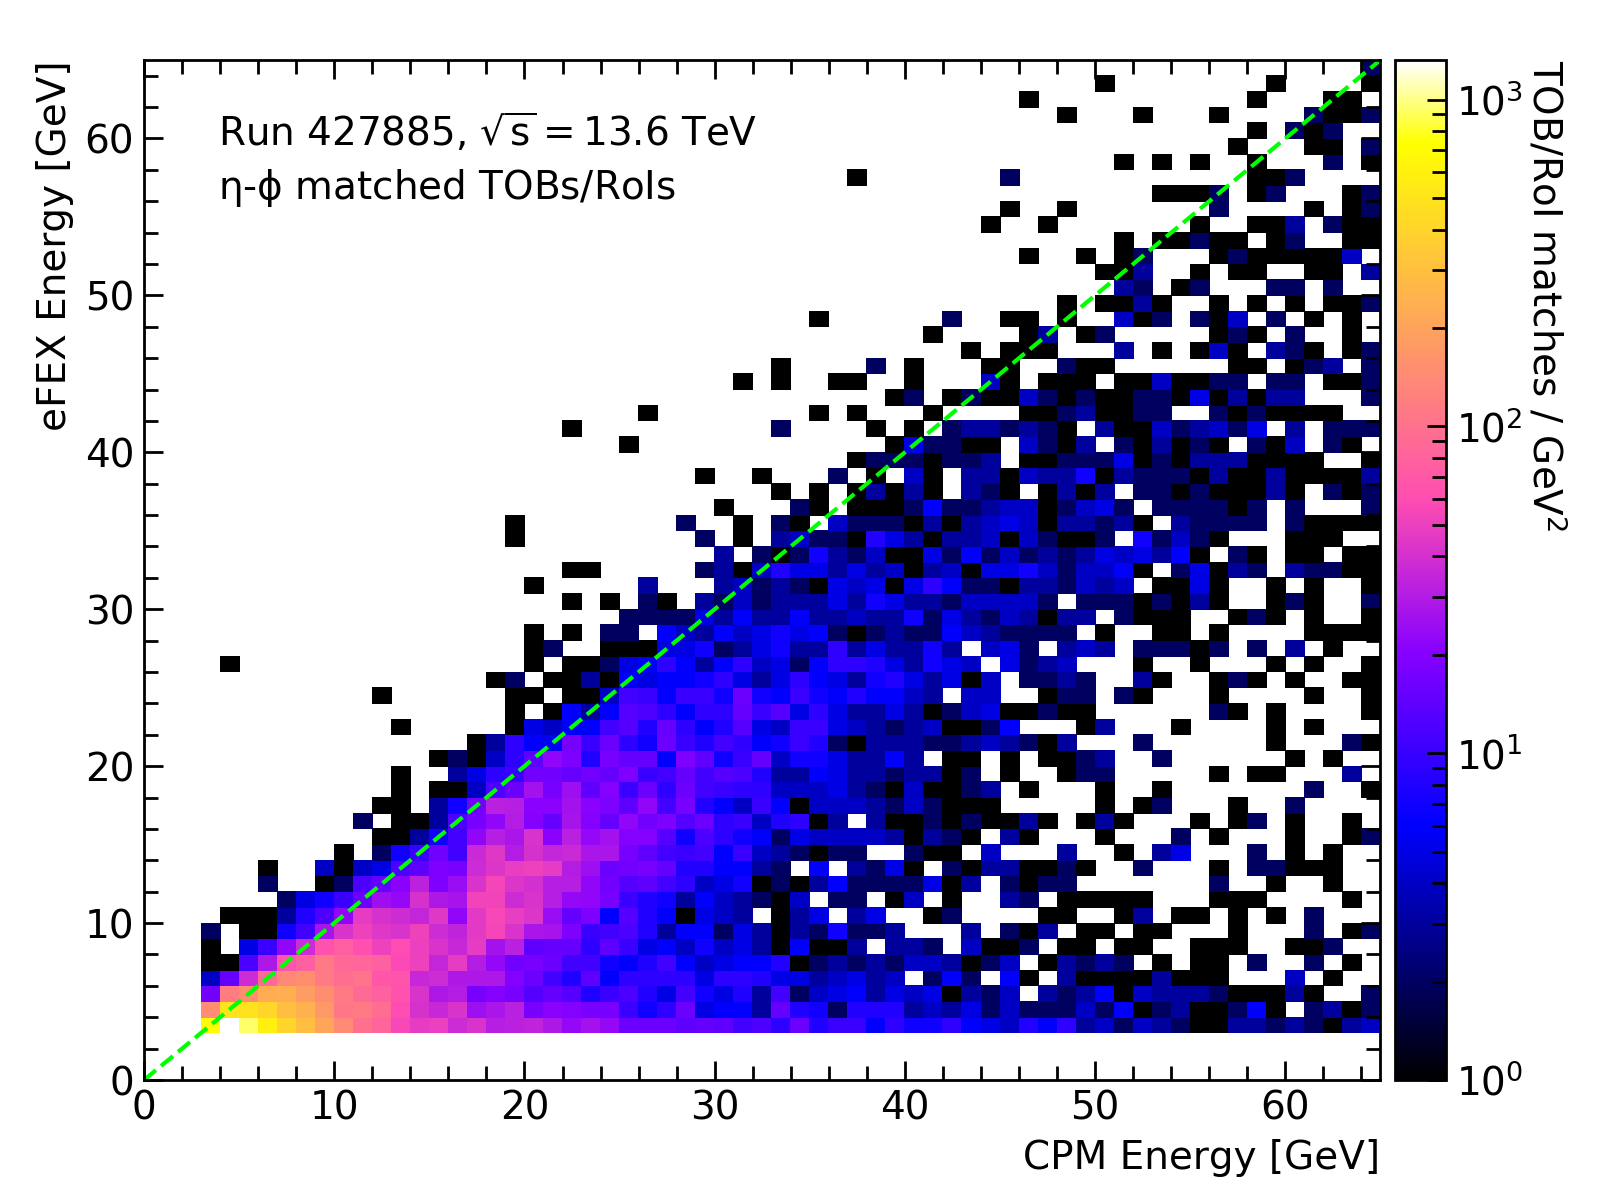 Run 427885, √s = 13.6 TeV
η-ϕ matched TOBs/RoIs
eFEX Energy [GeV]
60
50
40
30
20
10
0
0 10 20 30 40 50 60
CPM Energy [GeV]
10³
10²
10¹
10⁰
TOB/RoI matches / GeV²